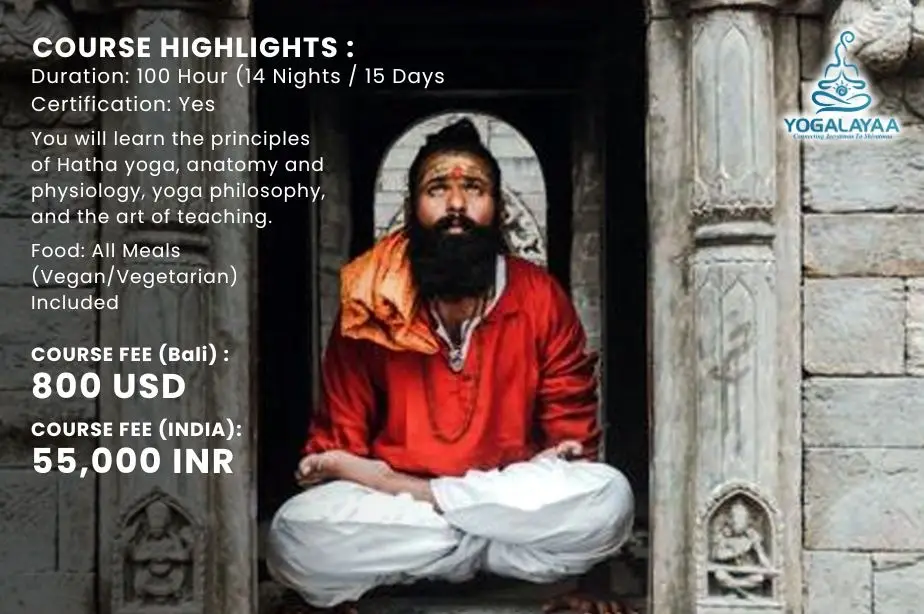 COURSE HIGHLIGHTS :
Duration: 100 Hour (14 Nights / 15 Days
Certification: Yes
You will learn the principles
of Hatha yoga, anatomy and
physiology, yoga philosophy,
and the art of teaching.
Food: All Meals
(Vegan/Vegetarian)
Included
COURSE FEE (Bali) :
800 USD
COURSE FEE (INDIA):
55,000 INR
YOGALAYAA
Connecting